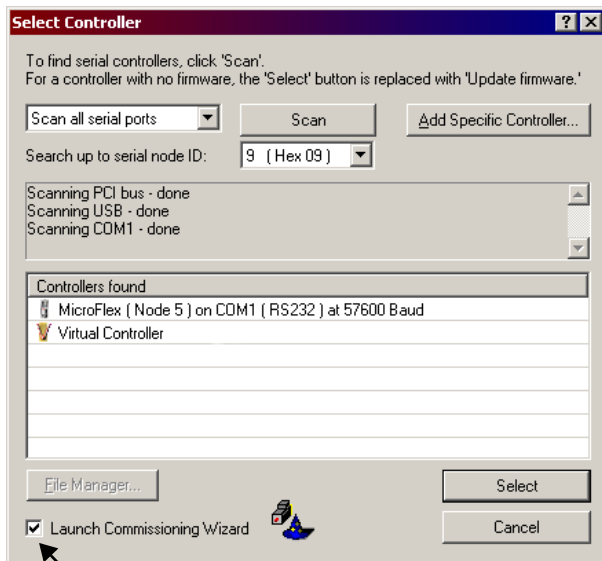 Select Controller
To find serial controllers, click 'Scan'.
For a controller with no firmware, the 'Select' button is replaced with 'Update firmware.'
Scan all serial ports
Scan
Add Specific Controller...
Search up to serial node ID:
9 ( Hex 09 )
Scanning PCI bus - done
Scanning USB - done
Scanning COM1 - done
Controllers found
MicroFlex ( Node 5 ) on COM1 ( RS232 ) at 57600 Baud
Virtual Controller
File Manager...
Select
Launch Commissioning Wizard
Cancel